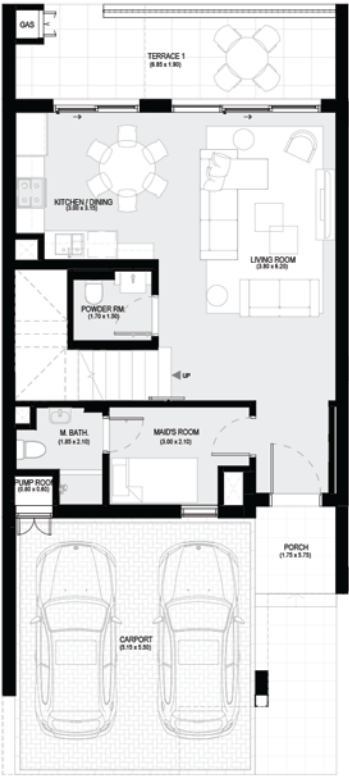 GAS
TERRACE 1
(6.85 x 1.90)
KITCHEN / DINING
(3.00 x 3.15)
LIVING ROOM
(3.80 x 6.20)
POWDER RM.
(1.70 x 1.30)
UP
M. BATH.
(1.85 x 2.10)
MAID'S ROOM
(3.00 x 2.10)
PUMP ROOM
(0.80 x 0.60)
PORCH
(1.75 x 5.75)
CARPORT
(5.15 x 5.50)